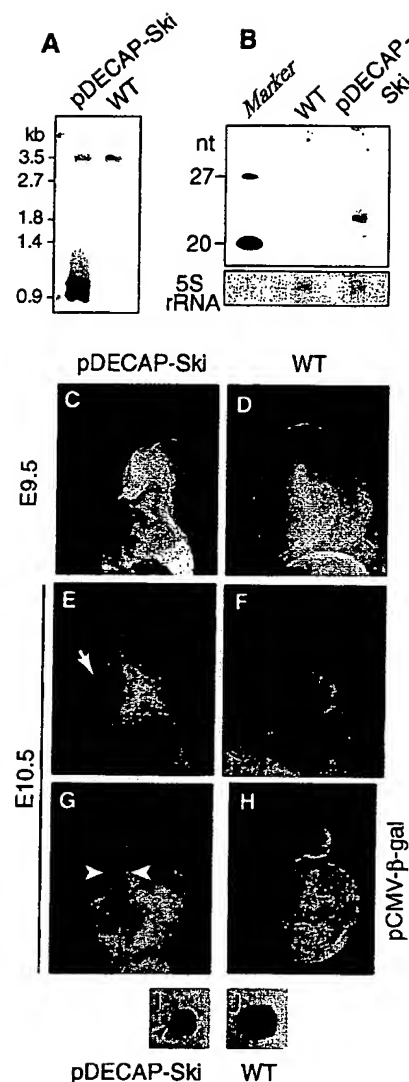 A
pDECAP-Ski
WT
kb
3.5
2.7
1.8
1.4
0.9
B
Marker
WT
pDECAP-
Ski
nt
27
20
5S
rRNA
pDECAP-Ski
WT
E9.5
C
D
E10.5
E
F
G
H
pCMV-β-gal
I
J
pDECAP-Ski
WT